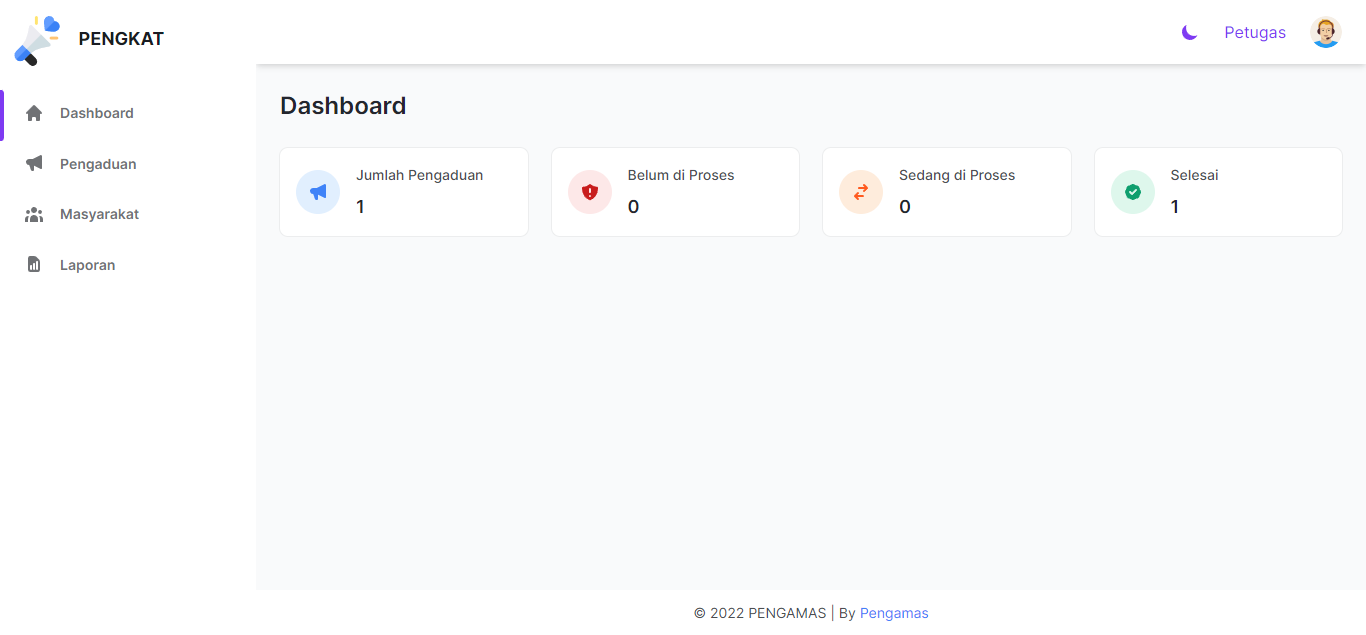 PENGKAT
Petugas
Dashboard
Pengaduan
Masyarakat
Laporan
Dashboard
Jumlah Pengaduan
1
Belum di Proses
0
Sedang di Proses
0
Selesai
1
© 2022 PENGAMAS | By Pengamas